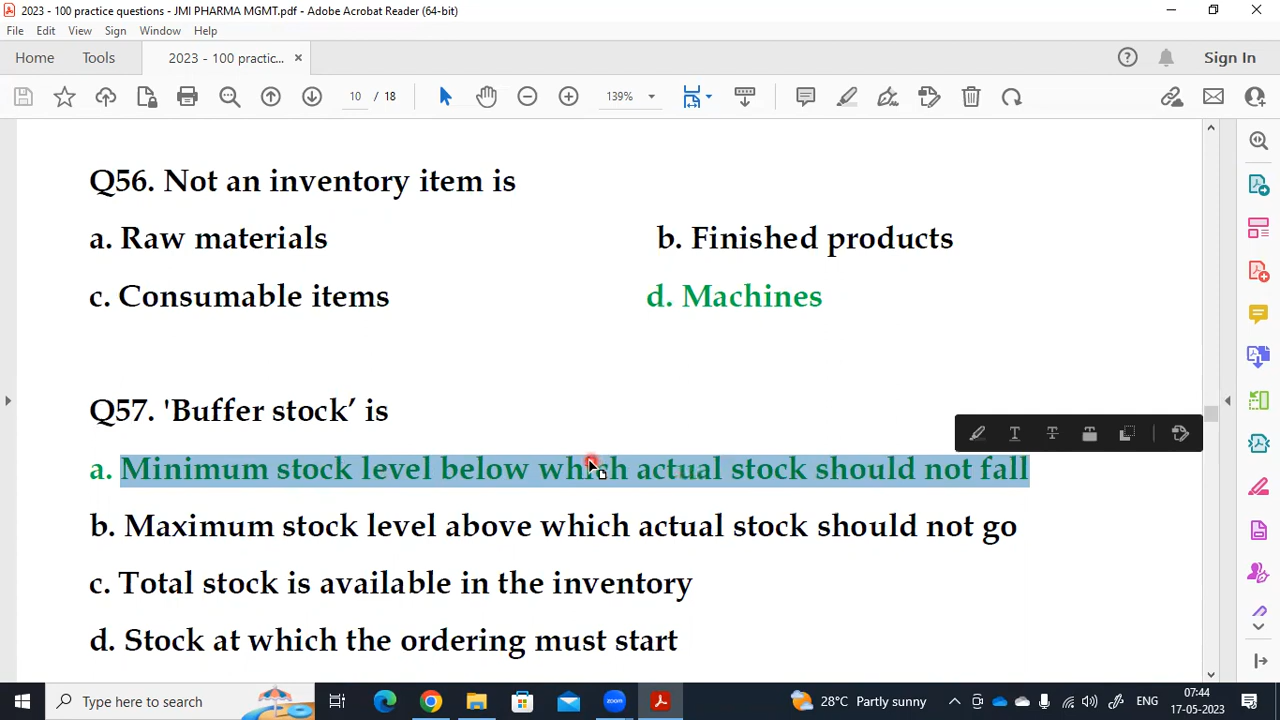 2023 - 100 practice questions - JMI PHARMA MGMT.pdf - Adobe Acrobat Reader (64-bit)
File Edit View Sign Window Help
Home Tools 2023 - 100 practic... × Sign In
10 / 18 139%
Q56. Not an inventory item is
a. Raw materials b. Finished products
c. Consumable items d. Machines
Q57. 'Buffer stock’ is
a. Minimum stock level below which actual stock should not fall
b. Maximum stock level above which actual stock should not go
c. Total stock is available in the inventory
d. Stock at which the ordering must start
Type here to search 28°C Partly sunny ENG 07:44
17-05-2023